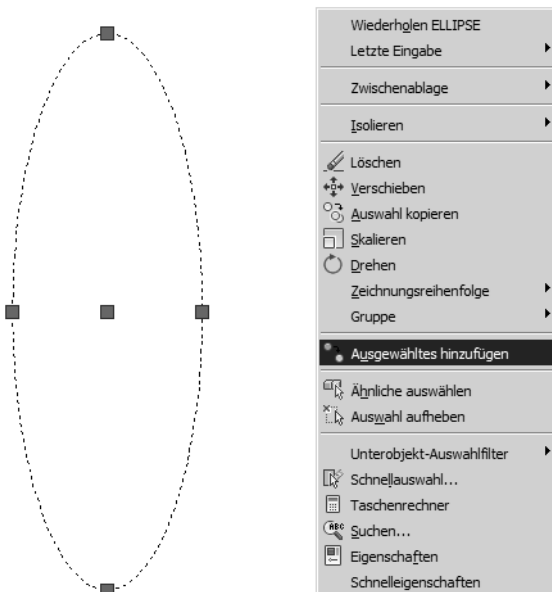 Wiederholen ELLIPSE
Letzte Eingabe
Zwischenablage
Isolieren
Löschen
Verschieben
Auswahl kopieren
Skalieren
Drehen
Zeichnungsreihenfolge
Gruppe
Ausgewähltes hinzufügen
Ähnliche auswählen
Auswahl aufheben
Unterobjekt-Auswahlfilter
Schnellauswahl...
Taschenrechner
ABC Suchen...
Eigenschaften
Schnelleigenschaften